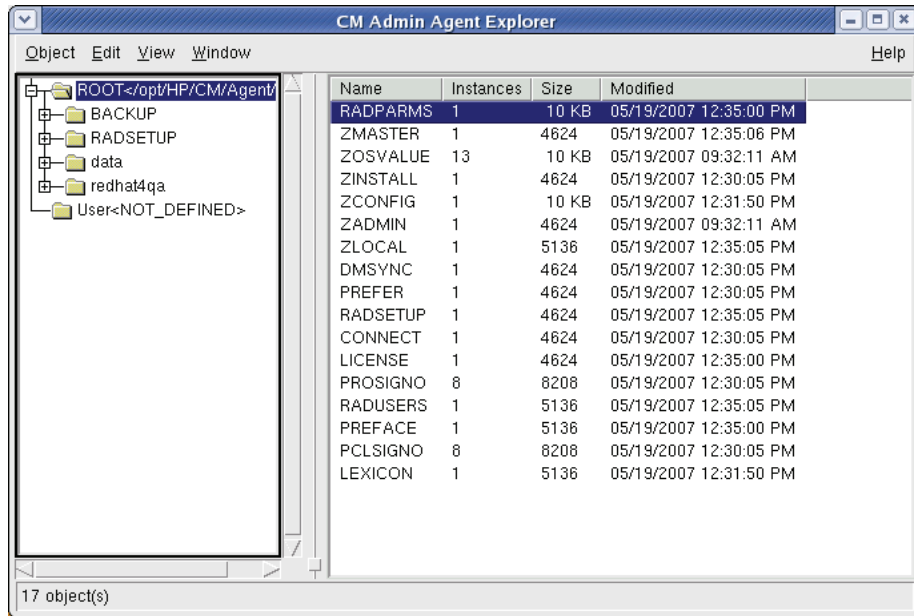 CM Admin Agent Explorer
Object Edit View Window Help
ROOT</opt/HP/CM/Agent/
BACKUP
RADSETUP
data
redhat4qa
User<NOT_DEFINED>
Name Instances Size Modified
RADPARMS 1 10 KB 05/19/2007 12:35:00 PM
ZMASTER 1 4624 05/19/2007 12:35:06 PM
ZOSVALUE 13 10 KB 05/19/2007 09:32:11 AM
ZINSTALL 1 4624 05/19/2007 12:30:05 PM
ZCONFIG 1 10 KB 05/19/2007 12:31:50 PM
ZADMIN 1 4624 05/19/2007 09:32:11 AM
ZLOCAL 1 5136 05/19/2007 12:35:05 PM
DMSYNC 1 4624 05/19/2007 12:30:05 PM
PREFER 1 4624 05/19/2007 12:30:05 PM
RADSETUP 1 4624 05/19/2007 12:35:05 PM
CONNECT 1 4624 05/19/2007 12:30:05 PM
LICENSE 1 4624 05/19/2007 12:35:00 PM
PROSIGNO 8 8208 05/19/2007 12:30:05 PM
RADUSERS 1 5136 05/19/2007 12:35:05 PM
PREFACE 1 5136 05/19/2007 12:35:00 PM
PCLSIGNO 8 8208 05/19/2007 12:30:05 PM
LEXICON 1 5136 05/19/2007 12:31:50 PM
17 object(s)